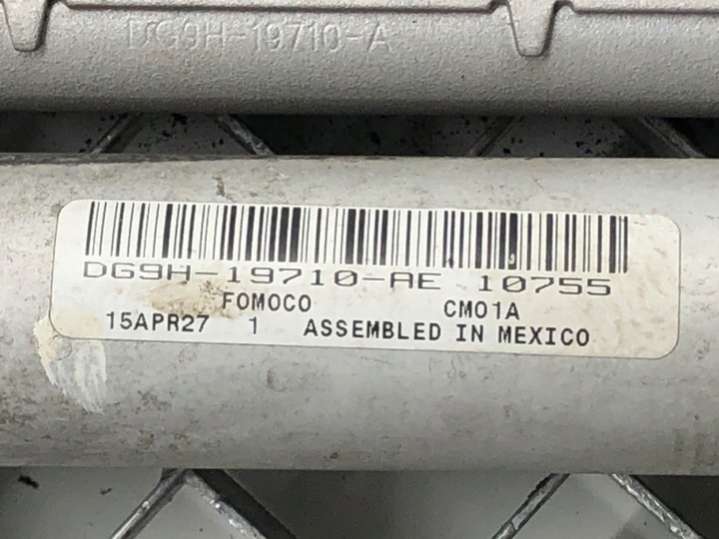 DG9H-19710-A
DG9H-19710-AE 10755
FOMOCO CM01A
15APR27 1 ASSEMBLED IN MEXICO